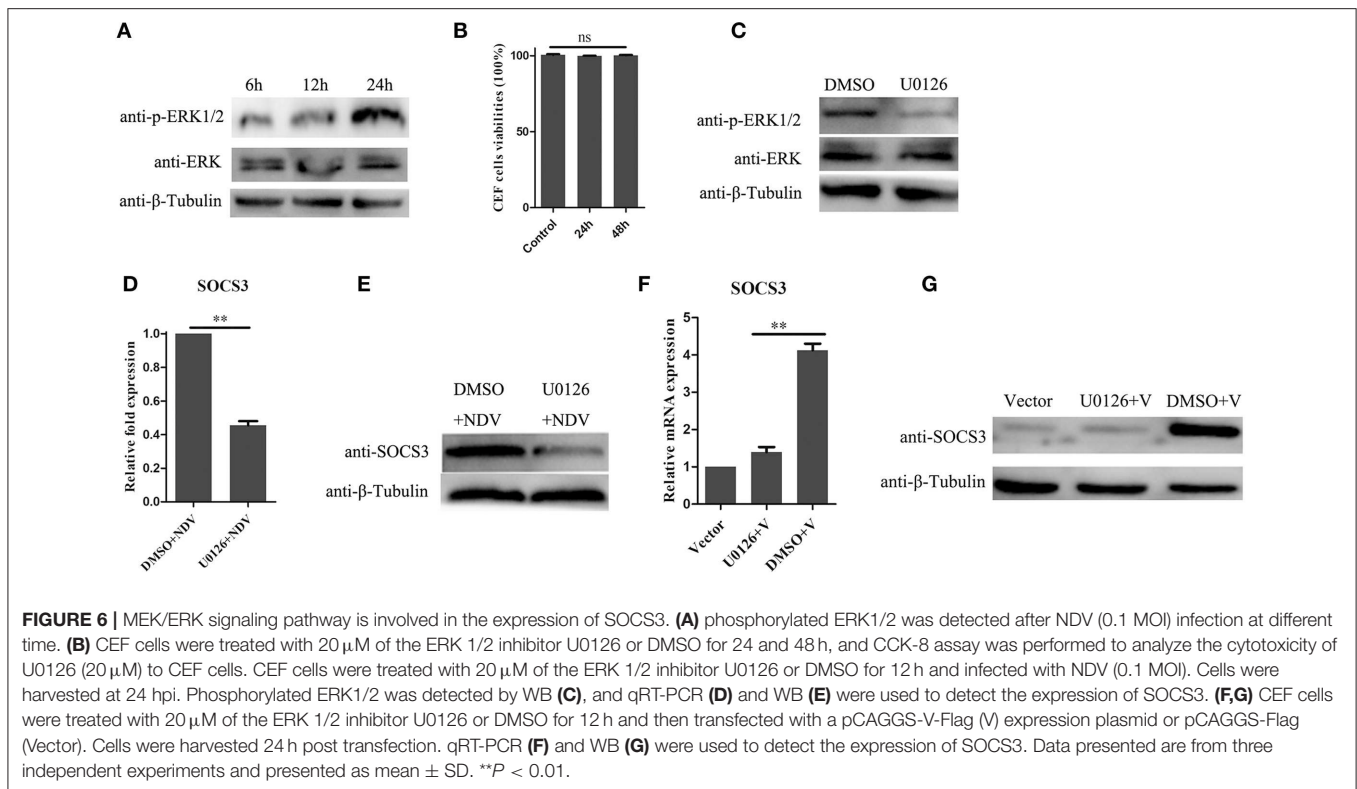 A
6h 12h 24h
anti-p-ERK1/2
anti-ERK
anti-β-Tubulin
B
ns
CEF cells viabilities (100%)
100
50
0
Control
24h
48h
C
DMSO U0126
anti-p-ERK1/2
anti-ERK
anti-β-Tubulin
D
SOCS3
**
Relative fold expression
1.0
0.8
0.6
0.4
0.2
0.0
DMSO+NDV
U0126+NDV
E
DMSO U0126
+NDV +NDV
anti-SOCS3
anti-β-Tubulin
F
SOCS3
**
Relative mRNA expression
5
4
3
2
1
0
Vector
U0126+V
DMSO+V
G
Vector U0126+V DMSO+V
anti-SOCS3
anti-β-Tubulin
FIGURE 6 | MEK/ERK signaling pathway is involved in the expression of SOCS3. (A) phosphorylated ERK1/2 was detected after NDV (0.1 MOI) infection at different
time. (B) CEF cells were treated with 20 μM of the ERK 1/2 inhibitor U0126 or DMSO for 24 and 48 h, and CCK-8 assay was performed to analyze the cytotoxicity of
U0126 (20 μM) to CEF cells. CEF cells were treated with 20 μM of the ERK 1/2 inhibitor U0126 or DMSO for 12 h and infected with NDV (0.1 MOI). Cells were
harvested at 24 hpi. Phosphorylated ERK1/2 was detected by WB (C), and qRT-PCR (D) and WB (E) were used to detect the expression of SOCS3. (F,G) CEF cells
were treated with 20 μM of the ERK 1/2 inhibitor U0126 or DMSO for 12 h and then transfected with a pCAGGS-V-Flag (V) expression plasmid or pCAGGS-Flag
(Vector). Cells were harvested 24 h post transfection. qRT-PCR (F) and WB (G) were used to detect the expression of SOCS3. Data presented are from three
independent experiments and presented as mean ± SD. **P < 0.01.